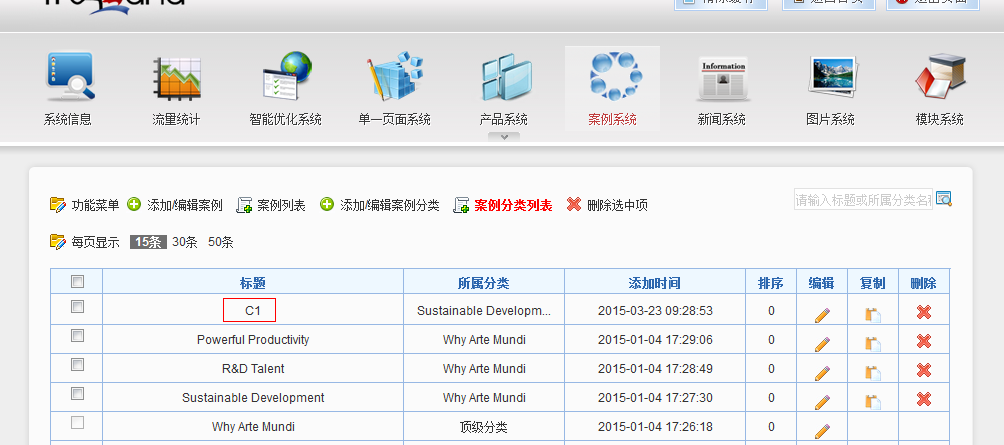 系统信息 流量统计 智能优化系统 单一页面系统 产品系统 案例系统 新闻系统 图片系统 模块系统
Information
功能菜单 添加/编辑案例 案例列表 添加/编辑案例分类 案例分类列表 删除选中项
请输入标题或所属分类名称
每页显示 15条 30条 50条
标题 所属分类 添加时间 排序 编辑 复制 删除
C1 Sustainable Developm... 2015-03-23 09:28:53 0
Powerful Productivity Why Arte Mundi 2015-01-04 17:29:06 0
R&D Talent Why Arte Mundi 2015-01-04 17:28:49 0
Sustainable Development Why Arte Mundi 2015-01-04 17:27:30 0
Why Arte Mundi 顶级分类 2015-01-04 17:26:18 0